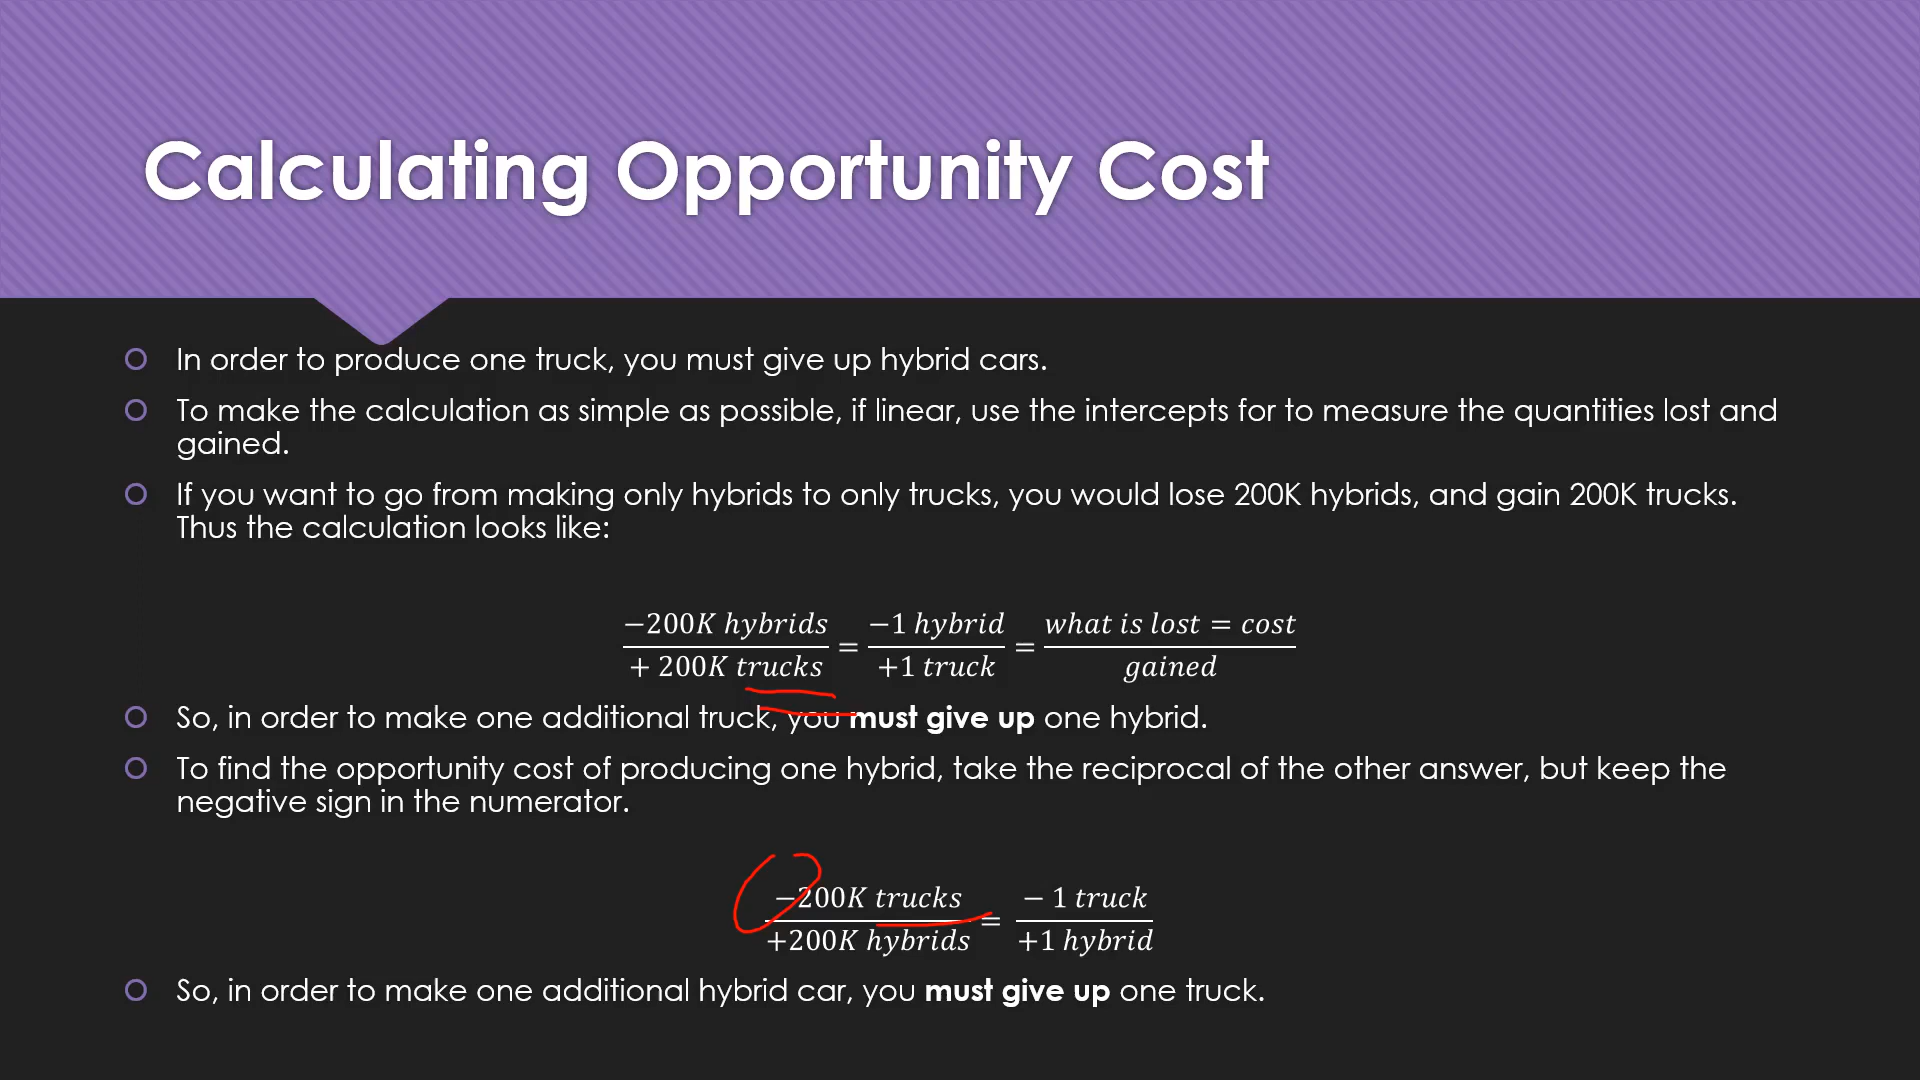 Calculating Opportunity Cost
In order to produce one truck, you must give up hybrid cars.
To make the calculation as simple as possible, if linear, use the intercepts for to measure the quantities lost and
gained.
If you want to go from making only hybrids to only trucks, you would lose 200K hybrids, and gain 200K trucks.
Thus the calculation looks like:
−200K hybrids / + 200K trucks = −1 hybrid / +1 truck = what is lost = cost / gained
So, in order to make one additional truck, you must give up one hybrid.
To find the opportunity cost of producing one hybrid, take the reciprocal of the other answer, but keep the
negative sign in the numerator.
−200K trucks / +200K hybrids = − 1 truck / +1 hybrid
So, in order to make one additional hybrid car, you must give up one truck.